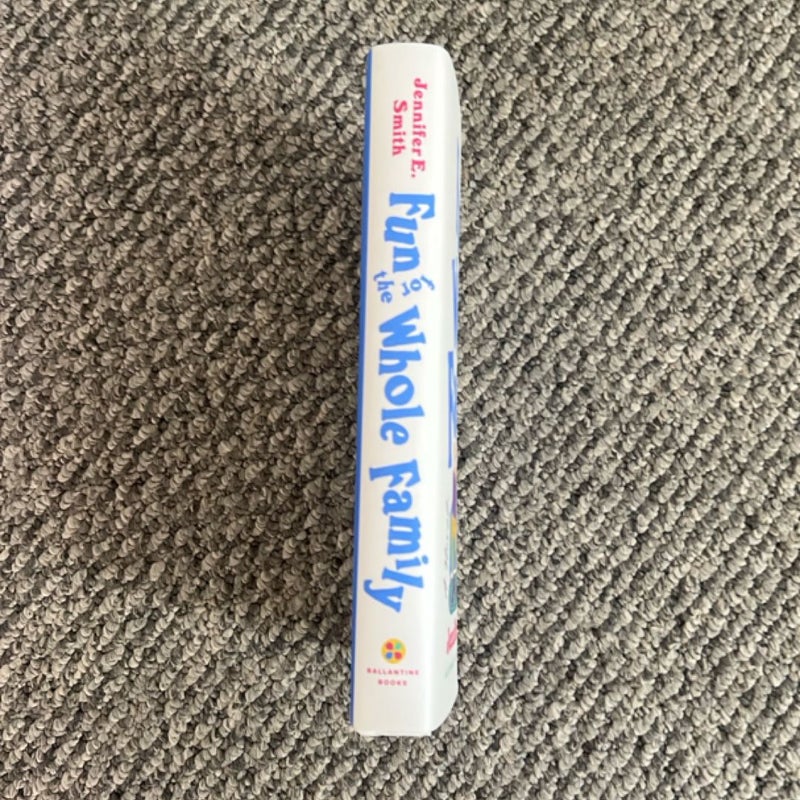 Jennifer E.
Smith
Fun for
the
Whole Family
BALLANTINE
BOOKS